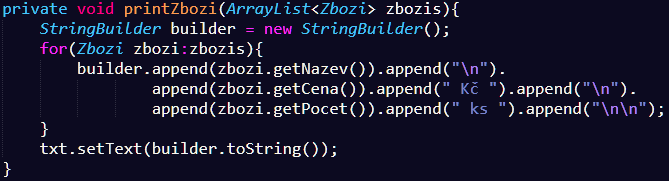 private void printZbozi(ArrayList<Zbozi> zbozis){
    StringBuilder builder = new StringBuilder();
    for(Zbozi zbozi:zbozis){
        builder.append(zbozi.getNazev()).append("\n").
                append(zbozi.getCena()).append(" Kč ").append("\n").
                append(zbozi.getPocet()).append(" ks ").append("\n\n");
    }
    txt.setText(builder.toString());
}